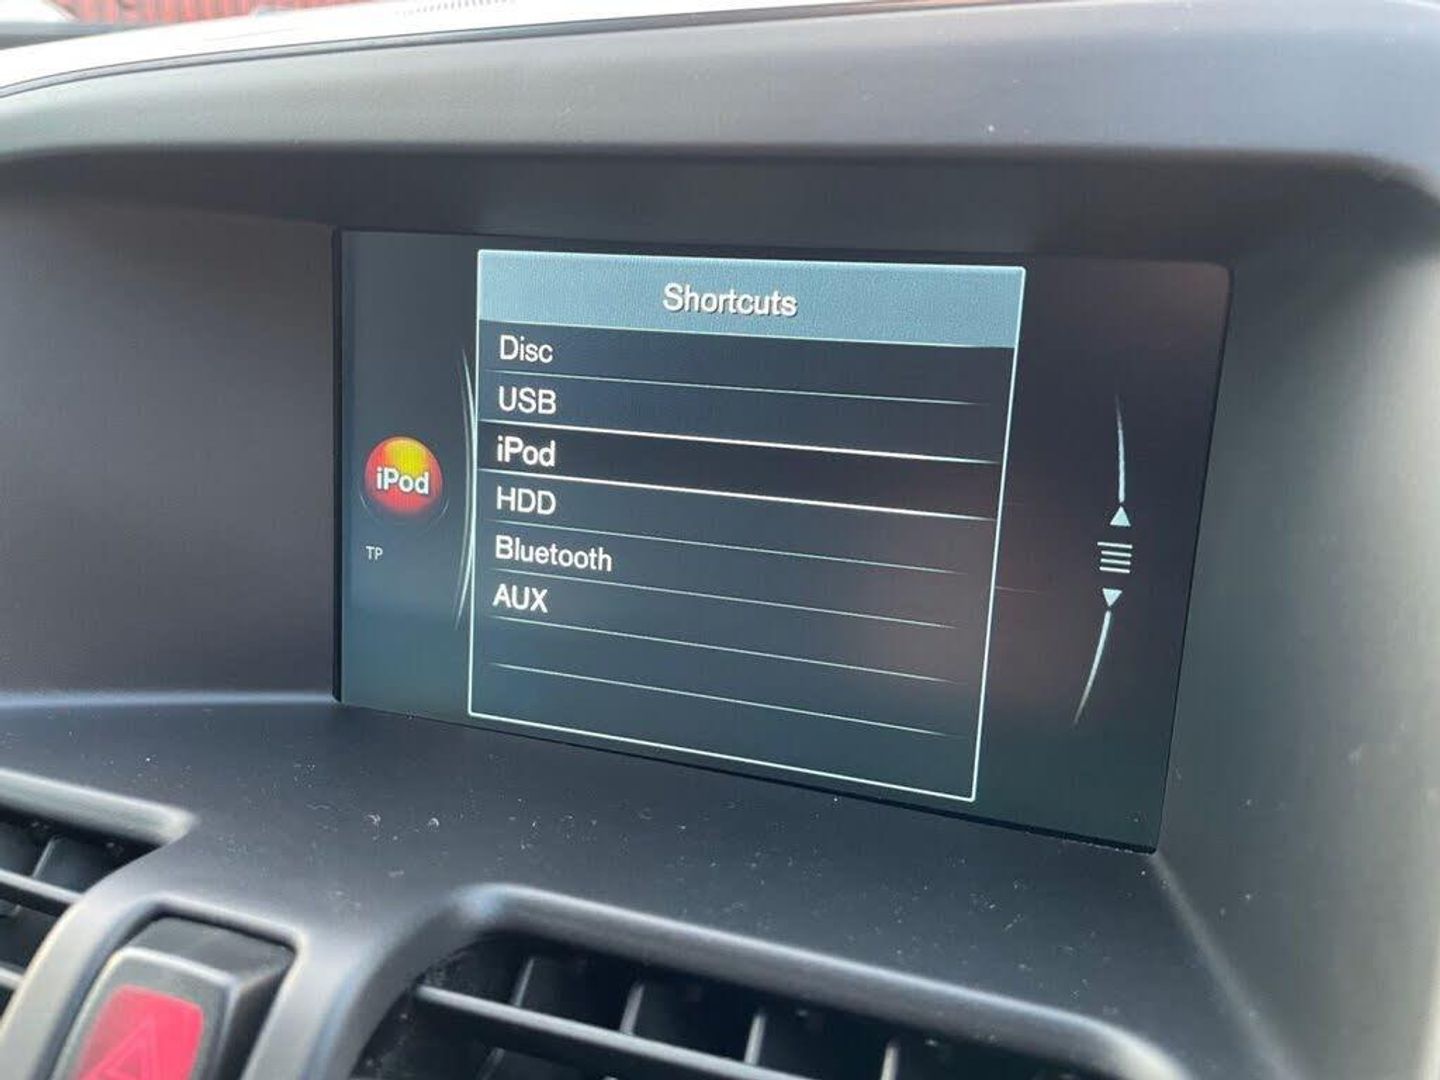 Shortcuts
Disc
USB
iPod
HDD
Bluetooth
AUX
iPod
TP